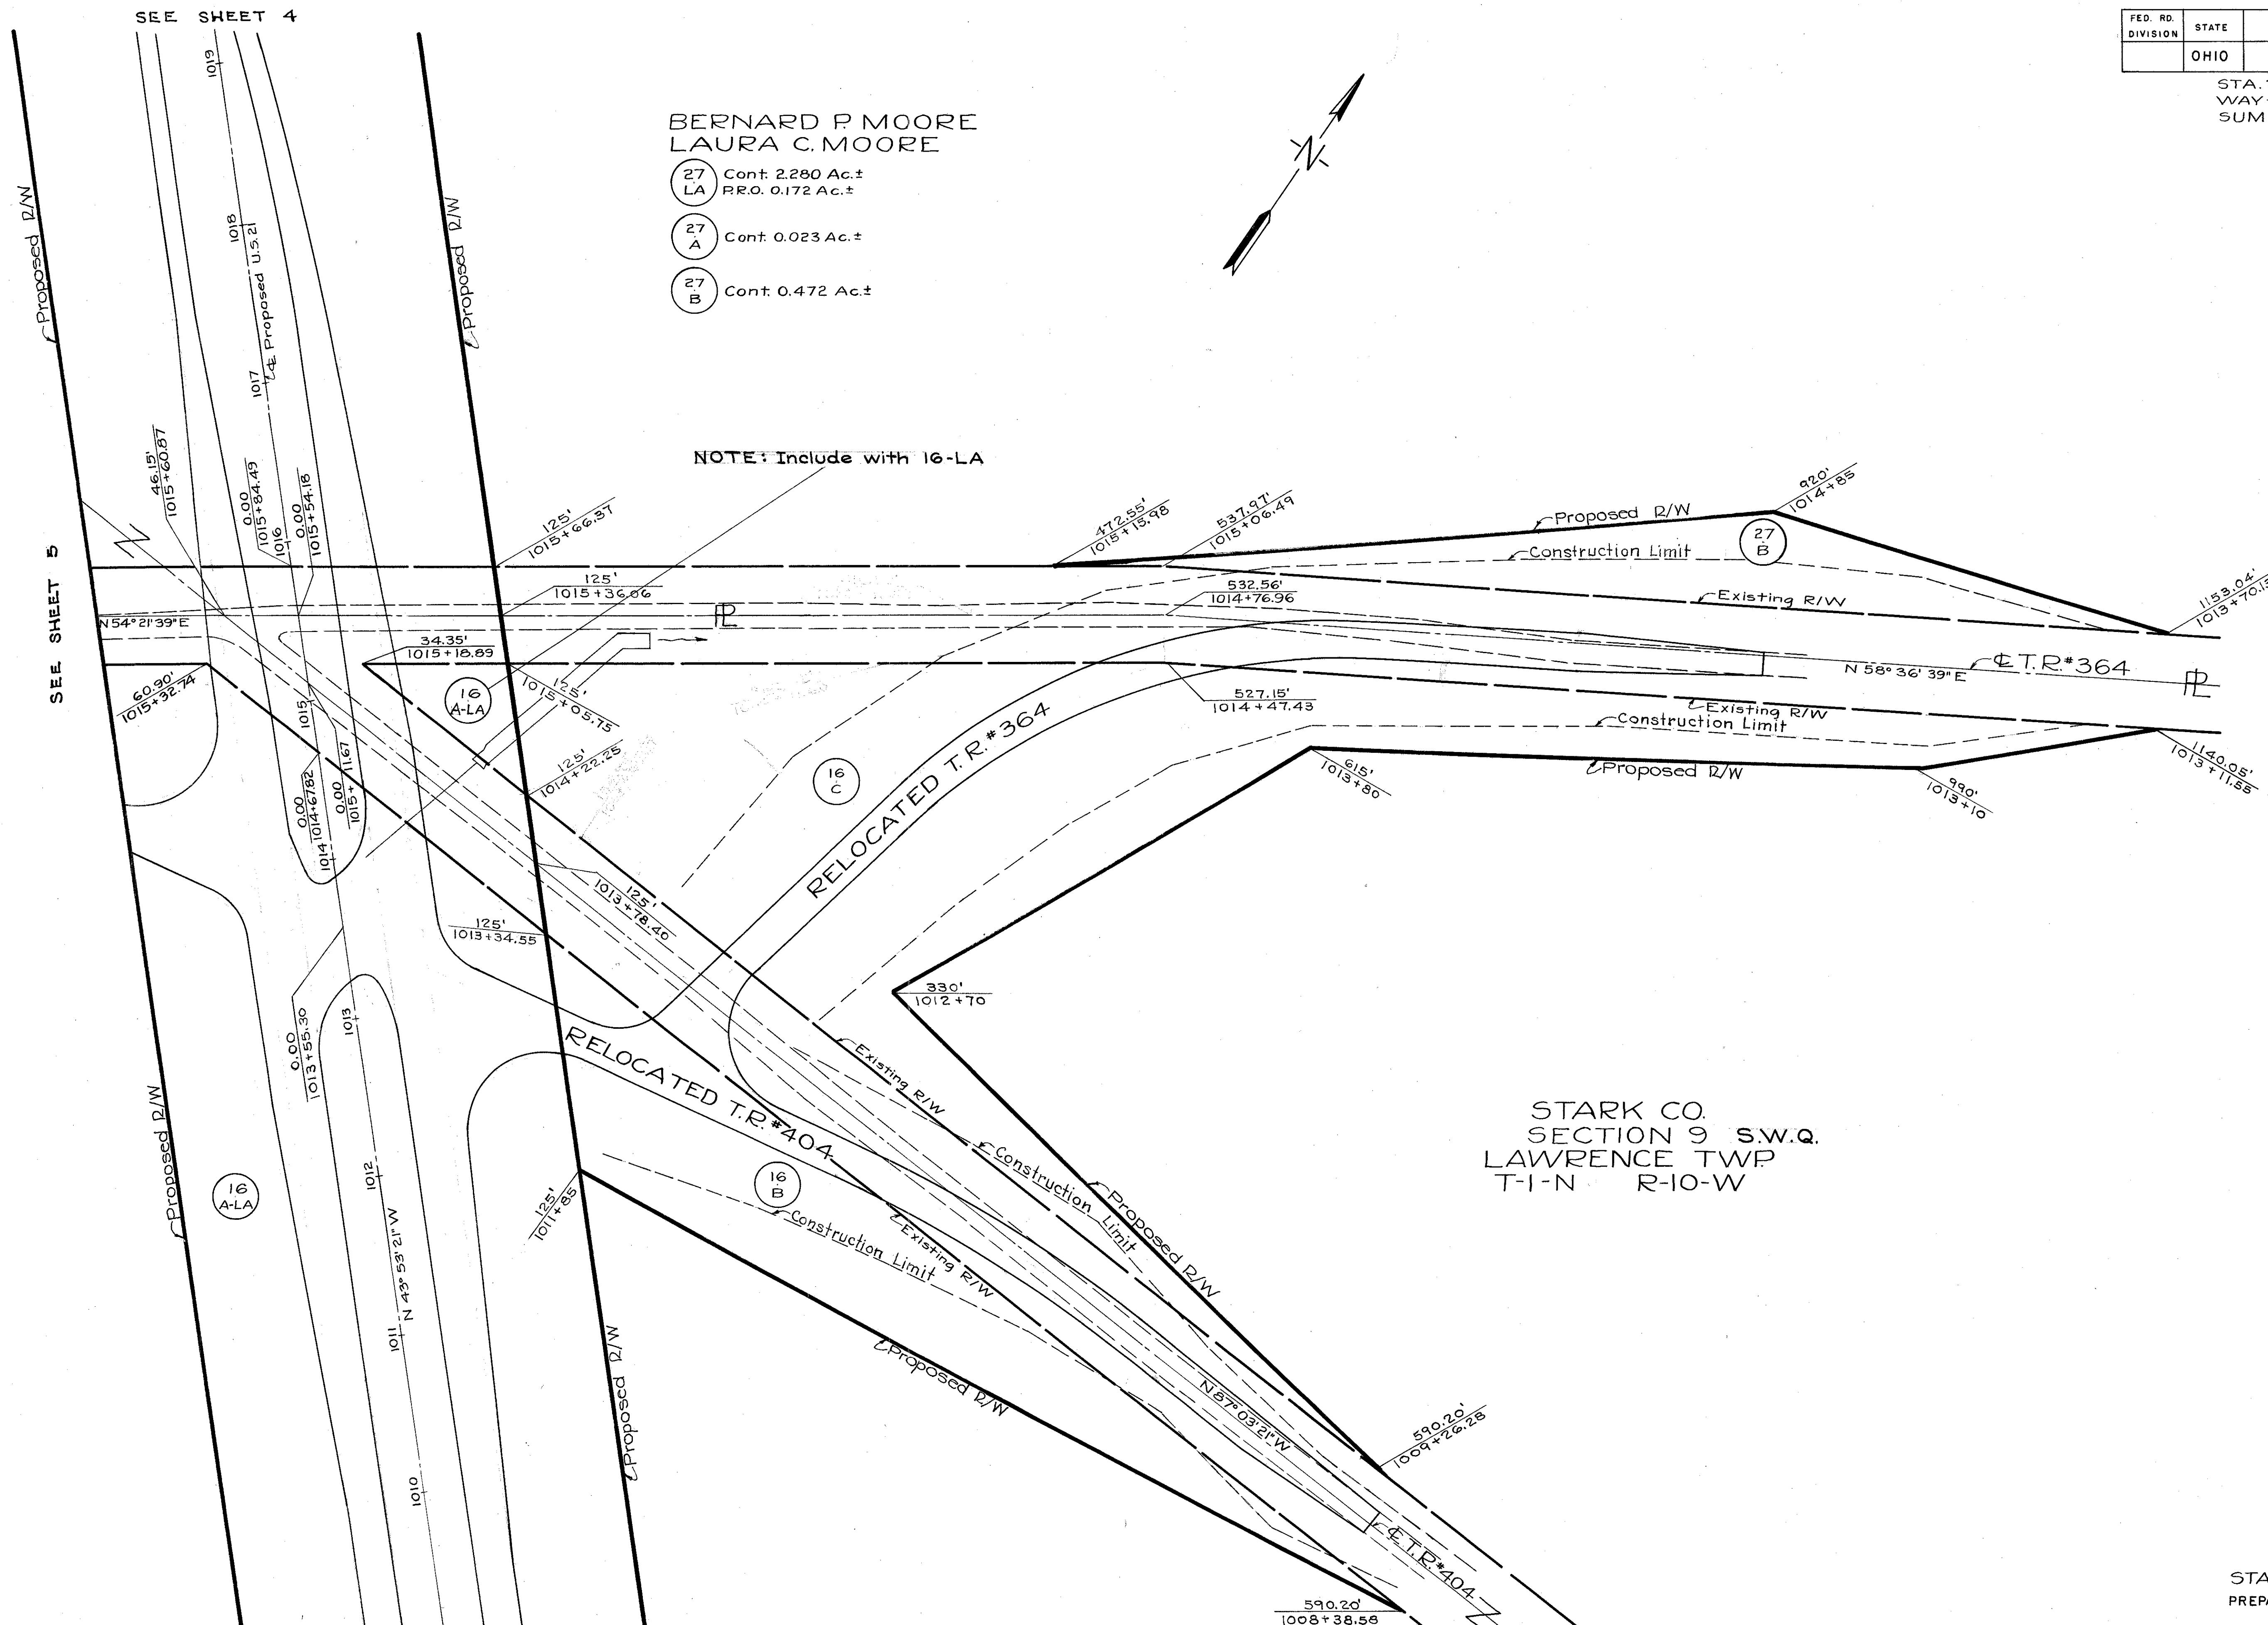 SEE SHEET 4
FED. RD.
DIVISION
STATE
OHIO
STA.
WAY
SUM
BERNARD P. MOORE
LAURA C. MOORE
27
LA
Cont. 2.280 Ac.±
P.R.O. 0.172 Ac.±
27
A
Cont. 0.023 Ac.±
27
B
Cont. 0.472 Ac.±
N
1019
1018
1017
℄ Proposed U.S.21
Proposed R/W
Proposed R/W
NOTE: Include with 16-LA
46.15'
1015+60.87
0.00
1015+84.49
1016
0.00
1015+54.18
125'
1015+66.37
472.55'
1015+15.98
537.97'
1015+06.49
920'
1014+85
Proposed R/W
27
B
Construction Limit
SEE SHEET 5
125'
1015+36.06
532.56'
1014+76.96
Existing R/W
1153.04'
1013+70.15
N 54° 21' 39" E
PL
34.35'
1015+18.89
℄ T.R.#364
N 58° 36' 39" E
PL
60.90'
1015+32.74
16
A-LA
125'
1015+05.75
527.15'
1014+47.43
Existing R/W
Construction Limit
1015
125'
1014+22.25
16
C
RELOCATED T.R.#364
615'
1013+80
Proposed R/W
990'
1013+10
1140.05'
1013+11.55
0.00
1014+67.82
1014
0.00
1015+11.67
125'
1013+78.40
125'
1013+34.55
330'
1012+70
0.00
1013+55.30
1013
RELOCATED T.R.#404
Existing R/W
Construction Limit
Proposed R/W
STARK CO.
SECTION 9 S.W.Q.
LAWRENCE TWP.
T-1-N R-10-W
Proposed R/W
16
A-LA
1012
N 43° 53' 21" W
1011
1010
125'
1011+85
16
B
Construction Limit
Existing R/W
Proposed R/W
Proposed R/W
N 87° 03' 21" W
590.20'
1009+26.28
℄ T.R.#404
590.20'
1008+38.58
STA
PREPA